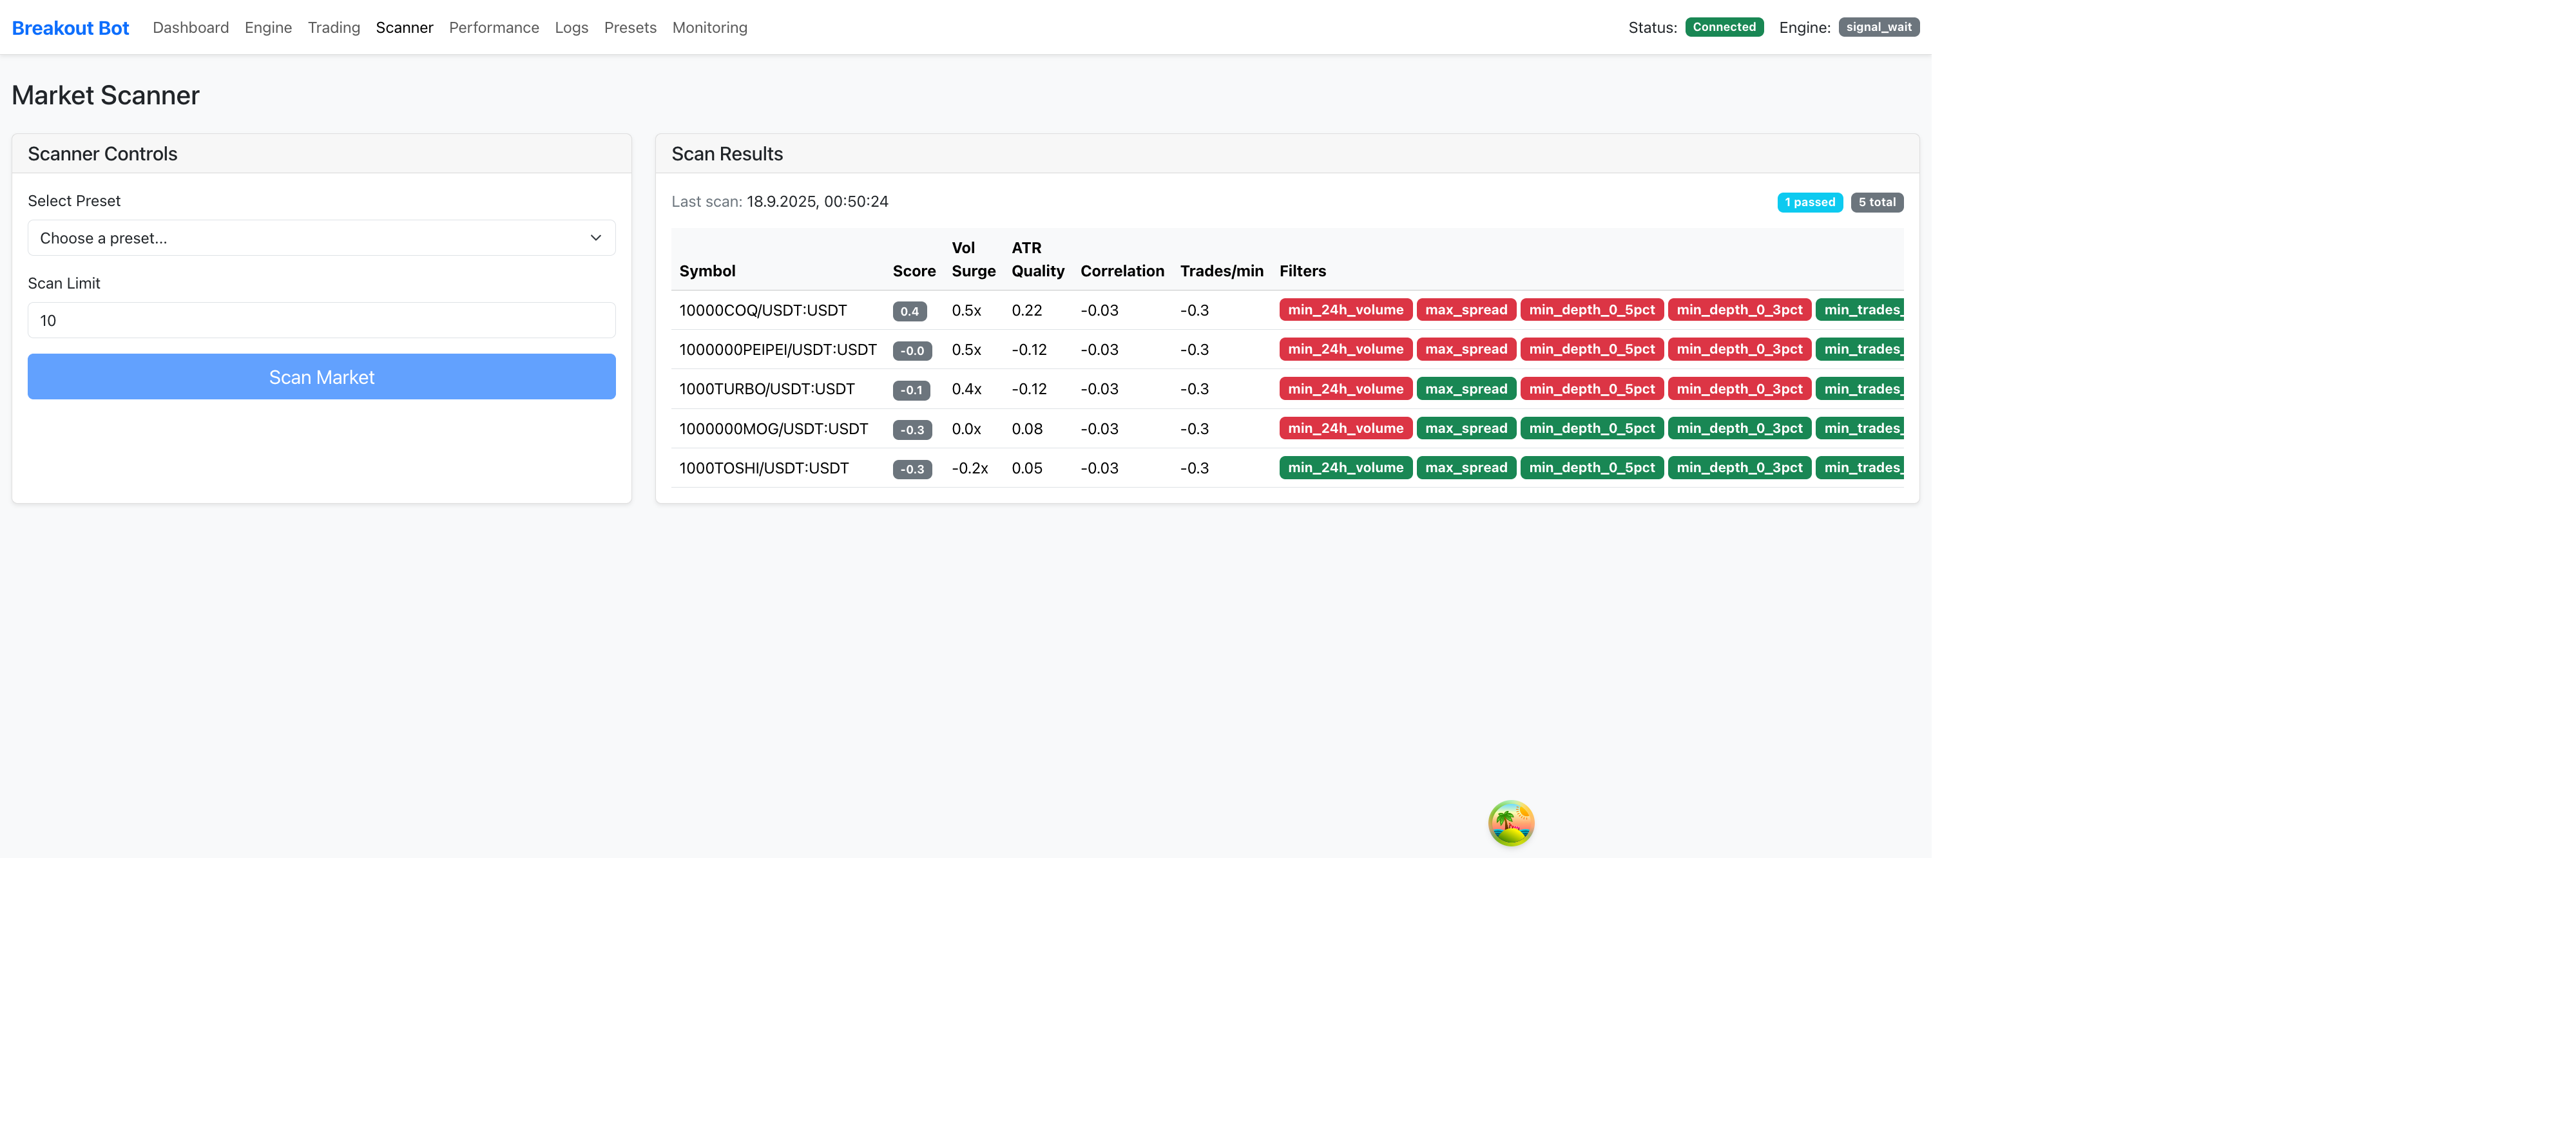 Breakout Bot Dashboard Engine Trading Scanner Performance Logs Presets Monitoring Status: Connected Engine: signal_wait
Market Scanner
Scanner Controls
Select Preset
Choose a preset...
Scan Limit
10
Scan Market
Scan Results
Last scan: 18.9.2025, 00:50:24 1 passed 5 total
Symbol Score Vol Surge ATR Quality Correlation Trades/min Filters
10000COQ/USDT:USDT 0.4 0.5x 0.22 -0.03 -0.3 min_24h_volume max_spread min_depth_0_5pct min_depth_0_3pct min_trades_
1000000PEIPEI/USDT:USDT -0.0 0.5x -0.12 -0.03 -0.3 min_24h_volume max_spread min_depth_0_5pct min_depth_0_3pct min_trades_
1000TURBO/USDT:USDT -0.1 0.4x -0.12 -0.03 -0.3 min_24h_volume max_spread min_depth_0_5pct min_depth_0_3pct min_trades_
1000000MOG/USDT:USDT -0.3 0.0x 0.08 -0.03 -0.3 min_24h_volume max_spread min_depth_0_5pct min_depth_0_3pct min_trades_
1000TOSHI/USDT:USDT -0.3 -0.2x 0.05 -0.03 -0.3 min_24h_volume max_spread min_depth_0_5pct min_depth_0_3pct min_trades_